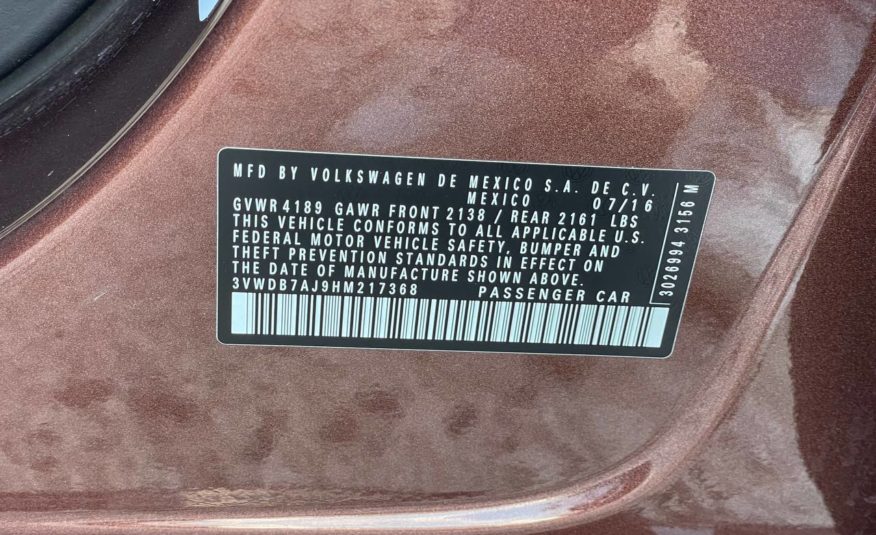 MFD BY VOLKSWAGEN DE MEXICO S.A. DE C.V.
MEXICO 07/16
GVWR 4189 GAWR FRONT 2138 / REAR 2161 LBS
THIS VEHICLE CONFORMS TO ALL APPLICABLE U.S.
FEDERAL MOTOR VEHICLE SAFETY, BUMPER AND
THEFT PREVENTION STANDARDS IN EFFECT ON
THE DATE OF MANUFACTURE SHOWN ABOVE.
3VWDB7AJ9HM217368 PASSENGER CAR
3026994 3156 M